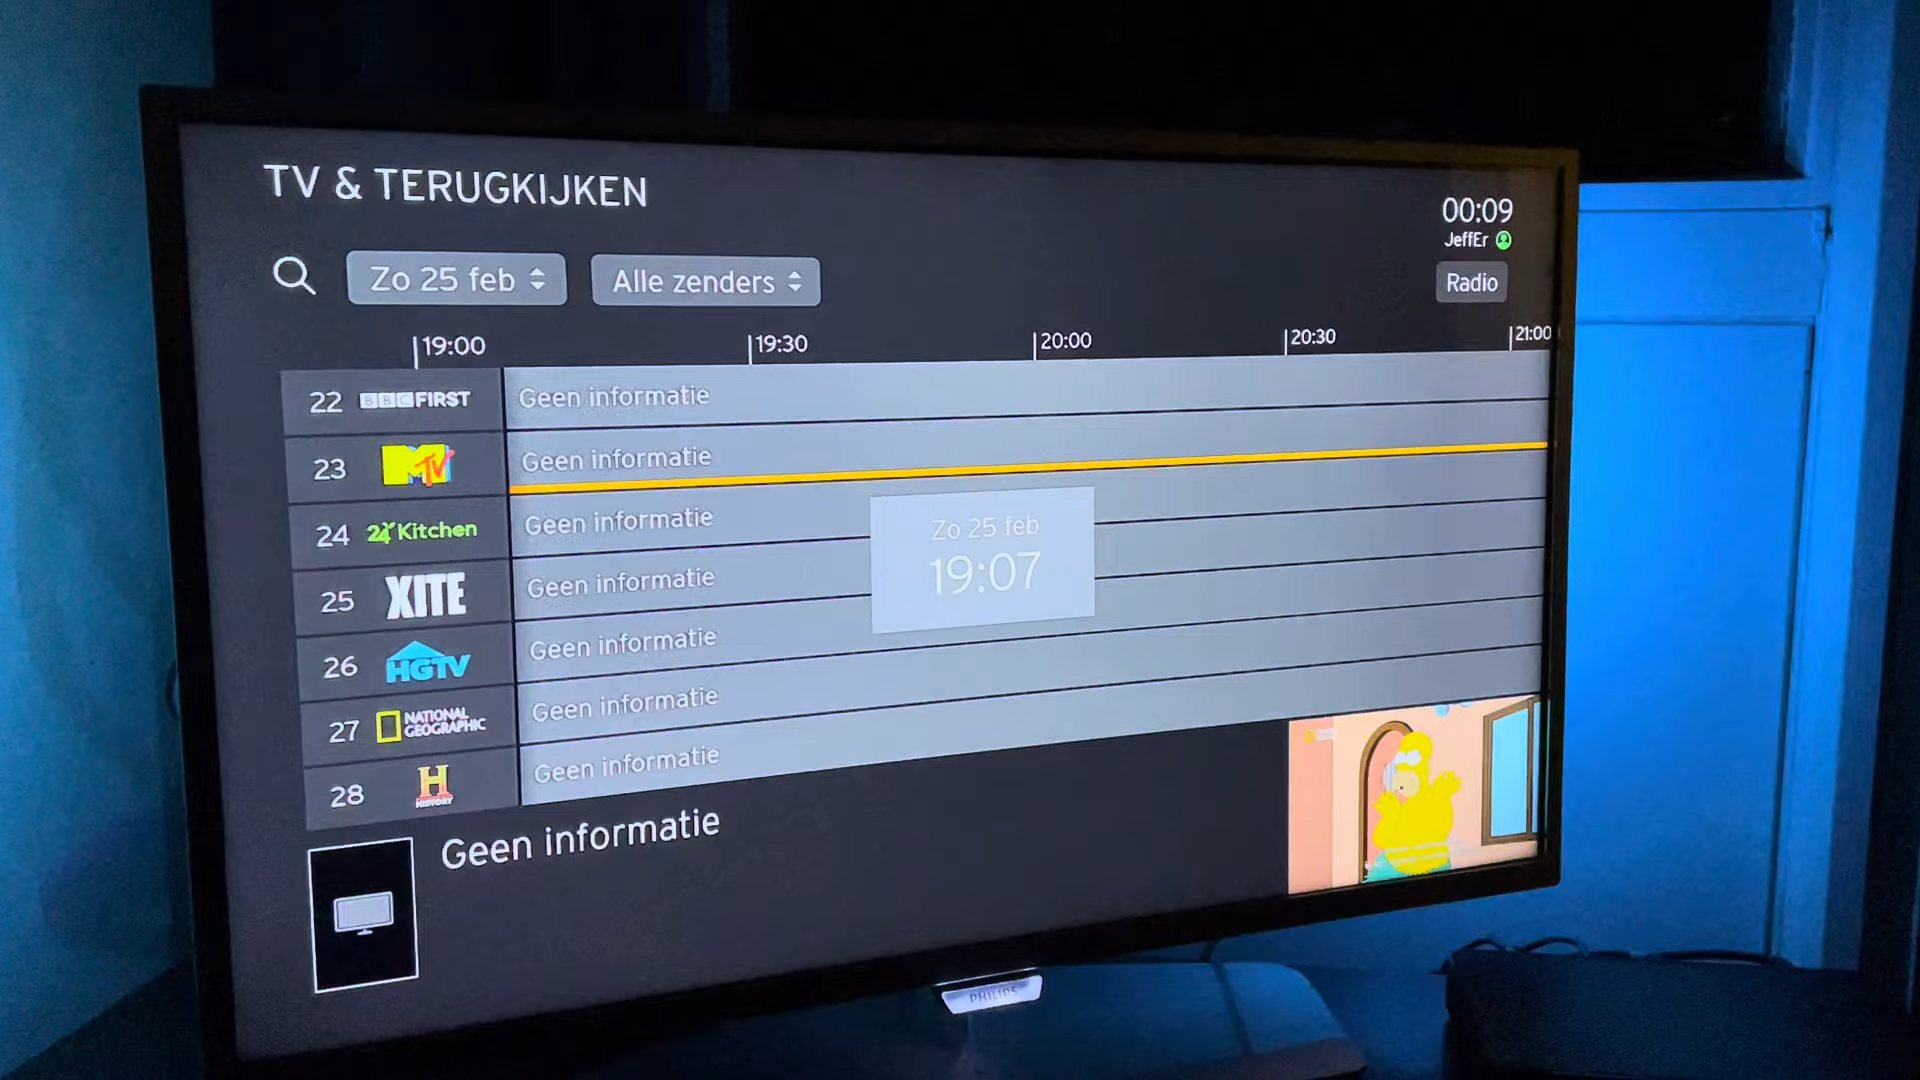 TV & TERUGKIJKEN
00:09
JeffEr
Zo 25 feb
Alle zenders
Radio
19:00
19:30
20:00
20:30
21:00
22 BBC FIRST
Geen informatie
23 MTV
Geen informatie
24 24Kitchen
Geen informatie
25 XITE
Geen informatie
26 HGTV
Geen informatie
27 NATIONAL
GEOGRAPHIC
Geen informatie
28 H
HISTORY
Geen informatie
Zo 25 feb
19:07
Geen informatie
PHILIPS